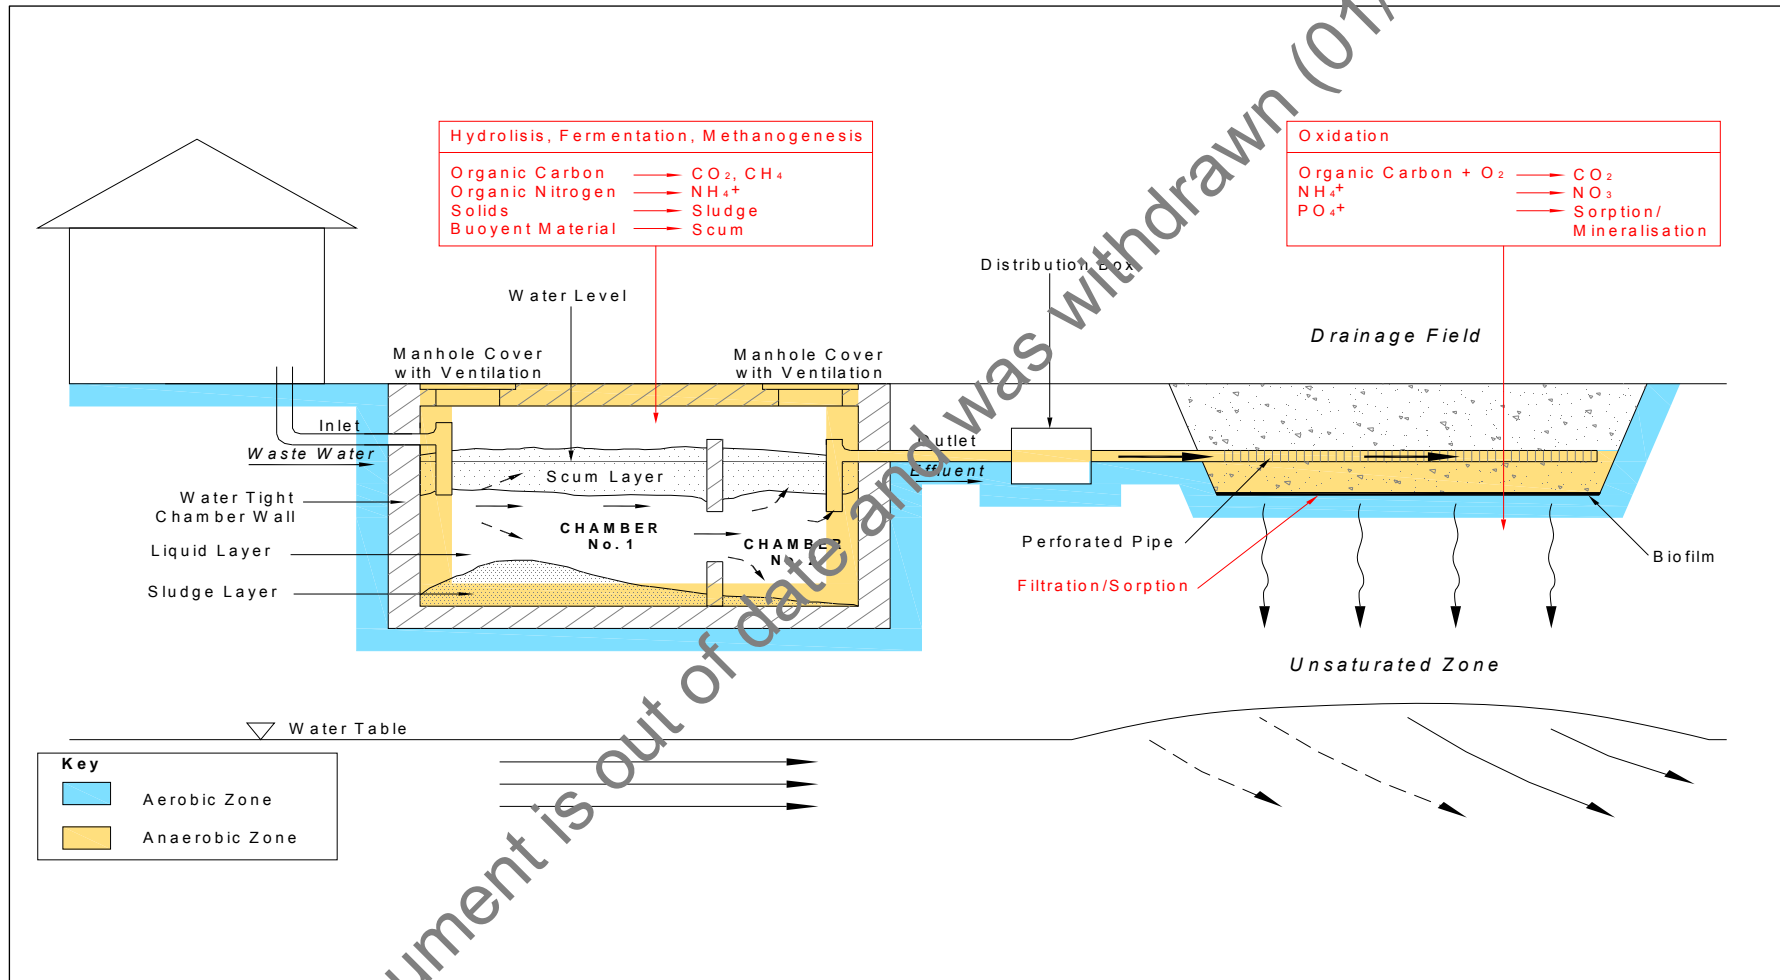 Hydrolisis, Fermentation, Methanogenesis
Organic Carbon → CO₂, CH₄
Organic Nitrogen → NH₄⁺
Solids → Sludge
Buoyent Material → Scum
Oxidation
Organic Carbon + O₂ → CO₂
NH₄⁺ → NO₃
PO₄⁺ → Sorption/
Mineralisation
Distribution Box
Water Level
Drainage Field
Manhole Cover
with Ventilation
Manhole Cover
with Ventilation
Inlet
Waste Water
Outlet
Effluent
Scum Layer
Water Tight
Chamber Wall
CHAMBER
No. 1
CHAMBER
No. 2
Liquid Layer
Sludge Layer
Perforated Pipe
Biofilm
Filtration/Sorption
Unsaturated Zone
Water Table
Key
Aerobic Zone
Anaerobic Zone
ument is out of date and was withdrawn (01/